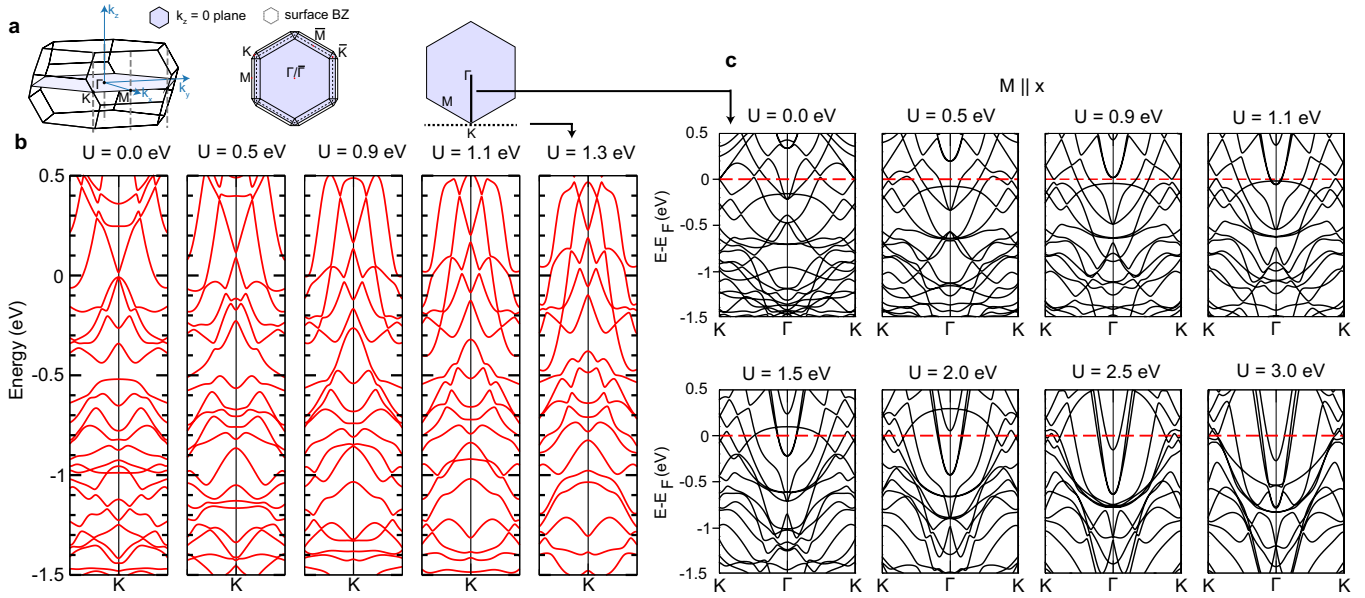 a
k_z
k_z = 0 plane
surface BZ
Γ
k_y
k_x
K
M
M̅
K
K̅
Γ/Γ̅
M
Γ
M
K
c
M || x
b
U = 0.0 eV
U = 0.5 eV
U = 0.9 eV
U = 1.1 eV
U = 1.3 eV
Energy (eV)
0.5
0
-0.5
-1
-1.5
K
K
K
K
K
U = 0.0 eV
U = 0.5 eV
U = 0.9 eV
U = 1.1 eV
E-E_F (eV)
0.5
0
-0.5
-1
-1.5
K Γ K
K Γ K
K Γ K
K Γ K
U = 1.5 eV
U = 2.0 eV
U = 2.5 eV
U = 3.0 eV
E-E_F (eV)
0.5
0
-0.5
-1
-1.5
K Γ K
K Γ K
K Γ K
K Γ K